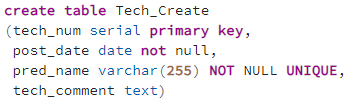 create table Tech_Create
(tech_num serial primary key,
post_date date not null,
pred_name varchar(255) NOT NULL UNIQUE,
tech_comment text)